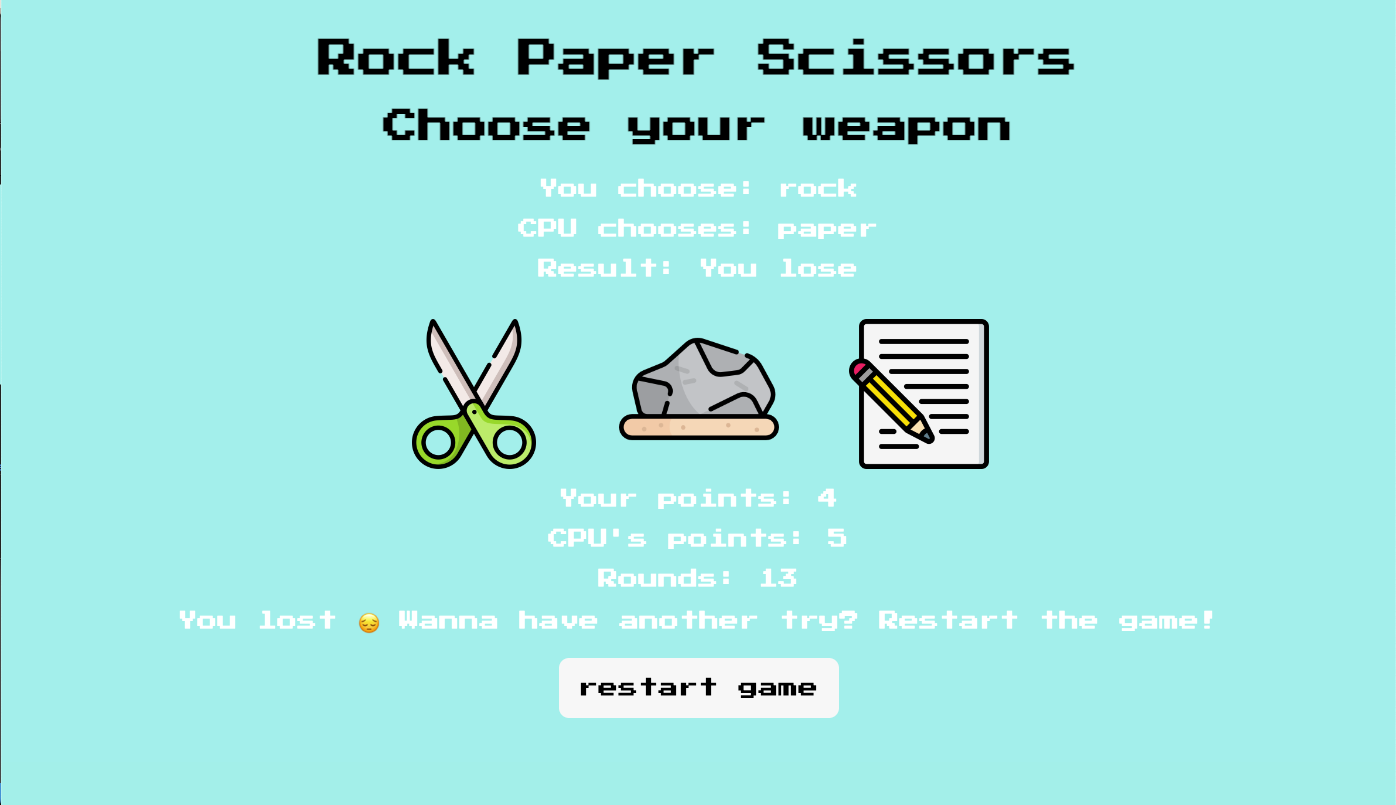 Rock Paper Scissors
Choose your weapon
You choose: rock
CPU chooses: paper
Result: You lose
Your points: 4
CPU's points: 5
Rounds: 13
You lost 😔 Wanna have another try? Restart the game!
restart game